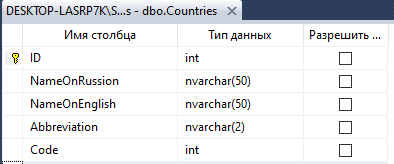 DESKTOP-LASRP7K\S...s - dbo.Countries
Имя столбца Тип данных Разрешить ...
ID int
NameOnRussion nvarchar(50)
NameOnEnglish nvarchar(50)
Abbreviation nvarchar(2)
Code int